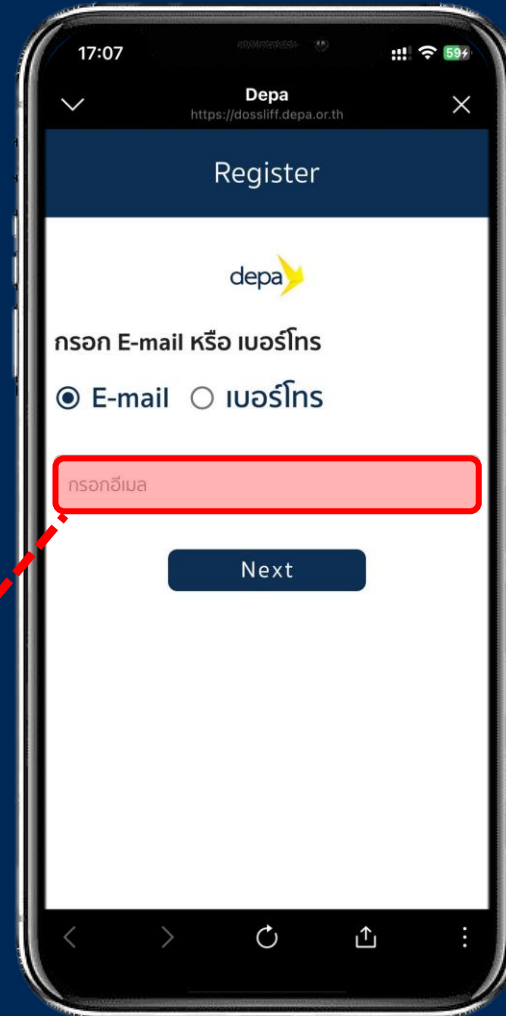 17:07
59
Depa
https://dossliff.depa.or.th
Register
depa
กรอก E-mail หรือ เบอร์โทร
E-mail เบอร์โทร
กรอกอีเมล
Next